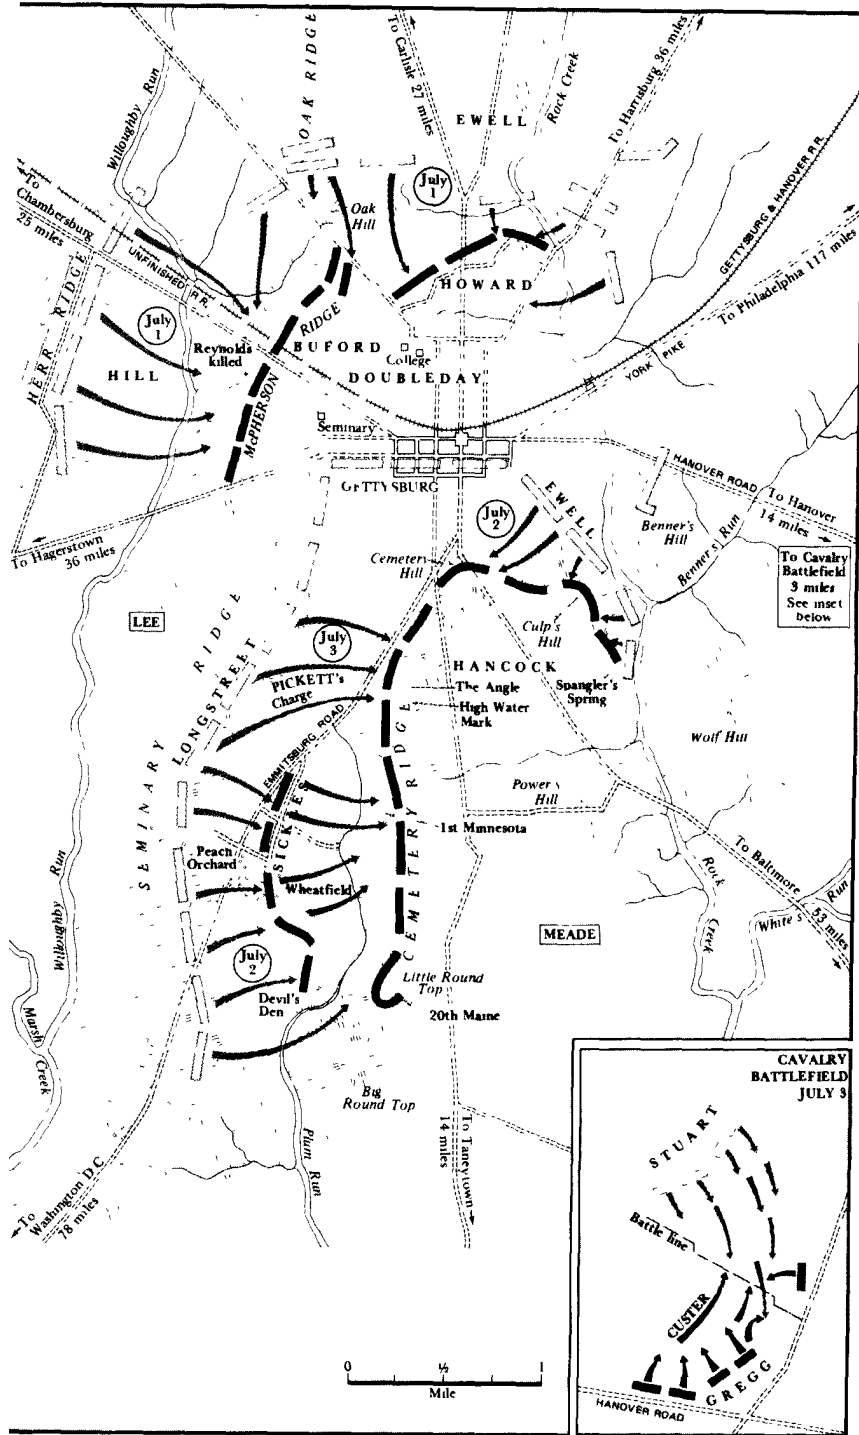 To Carlisle 27 miles
OAK RIDGE
Willoughby Run
EWELL
Rock Creek
To Harrisburg 36 miles
July 1
To Chambersburg 25 miles
Oak Hill
GETTYSBURG & HANOVER R.R.
UNFINISHED R.R.
HOWARD
To Philadelphia 117 miles
HERR RIDGE
July 1
Reynolds killed
RIDGE
BUFORD
College
HILL
DOUBLEDAY
YORK PIKE
McPHERSON
Seminary
GETTYSBURG
HANOVER ROAD
To Hanover 14 miles
July 2
EWELL
Benner's Hill
Benner's Run
To Hagerstown 36 miles
Cemetery Hill
To Cavalry
Battlefield
3 miles
See inset
below
LEE
RIDGE
July 3
Culp's Hill
HANCOCK
PICKETT's
Charge
LONGSTREET
The Angle
Spangler's
Spring
High Water
Mark
EMMITSBURG ROAD
Wolf Hill
SEMINARY
Power Hill
CEMETERY RIDGE
SICKLES
1st Minnesota
Peach
Orchard
Wheatfield
To Baltimore 53 miles
Rock Creek
White's Run
Willoughby Run
MEADE
July 2
Devil's
Den
Little Round
Top
20th Maine
Marsh Creek
Big
Round Top
To Taneytown
14 miles
Plum Run
To Washington D.C. 78 miles
CAVALRY
BATTLEFIELD
JULY 3
STUART
Battle line
CUSTER
GREGG
HANOVER ROAD
0 ½ 1
Mile